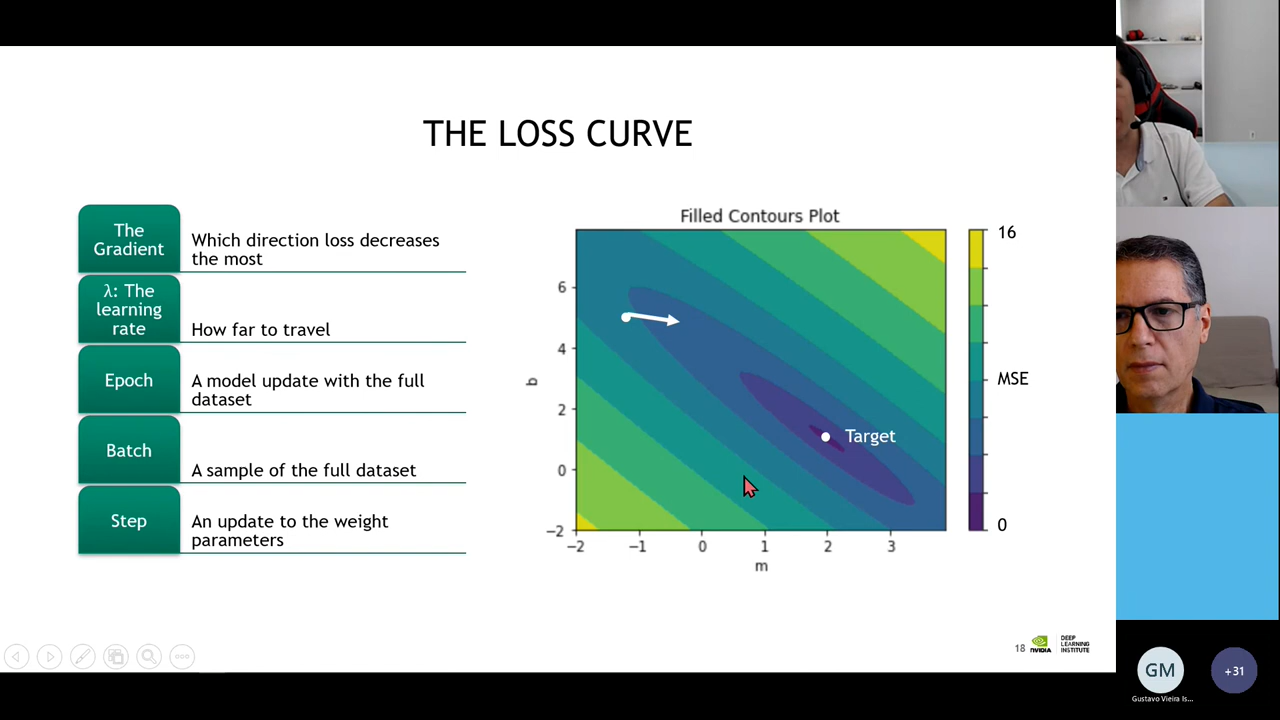 THE LOSS CURVE
The
Gradient
Which direction loss decreases
the most
λ: The
learning
rate
How far to travel
Epoch
A model update with the full
dataset
Batch
A sample of the full dataset
Step
An update to the weight
parameters
Filled Contours Plot
6
4
2
0
−2
b
−2
−1
0
1
2
3
m
Target
16
MSE
0
18
NVIDIA
DEEP
LEARNING
INSTITUTE
GM
Gustavo Vieira Is...
+31